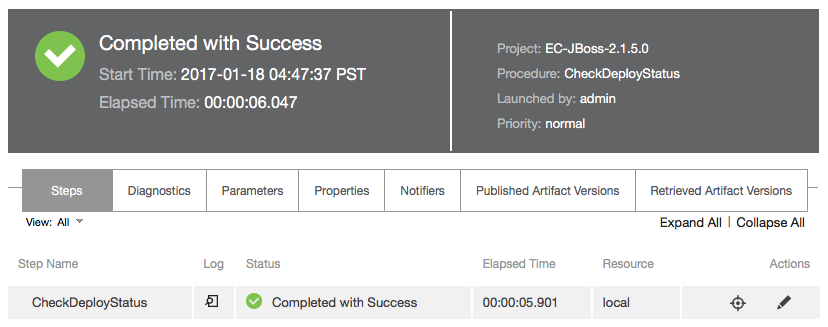 Completed with Success
Start Time: 2017-01-18 04:47:37 PST
Elapsed Time: 00:00:06.047
Project: EC-JBoss-2.1.5.0
Procedure: CheckDeployStatus
Launched by: admin
Priority: normal
Steps Diagnostics Parameters Properties Notifiers Published Artifact Versions Retrieved Artifact Versions
View: All Expand All | Collapse All
Step Name Log Status Elapsed Time Resource Actions
CheckDeployStatus Completed with Success 00:00:05.901 local